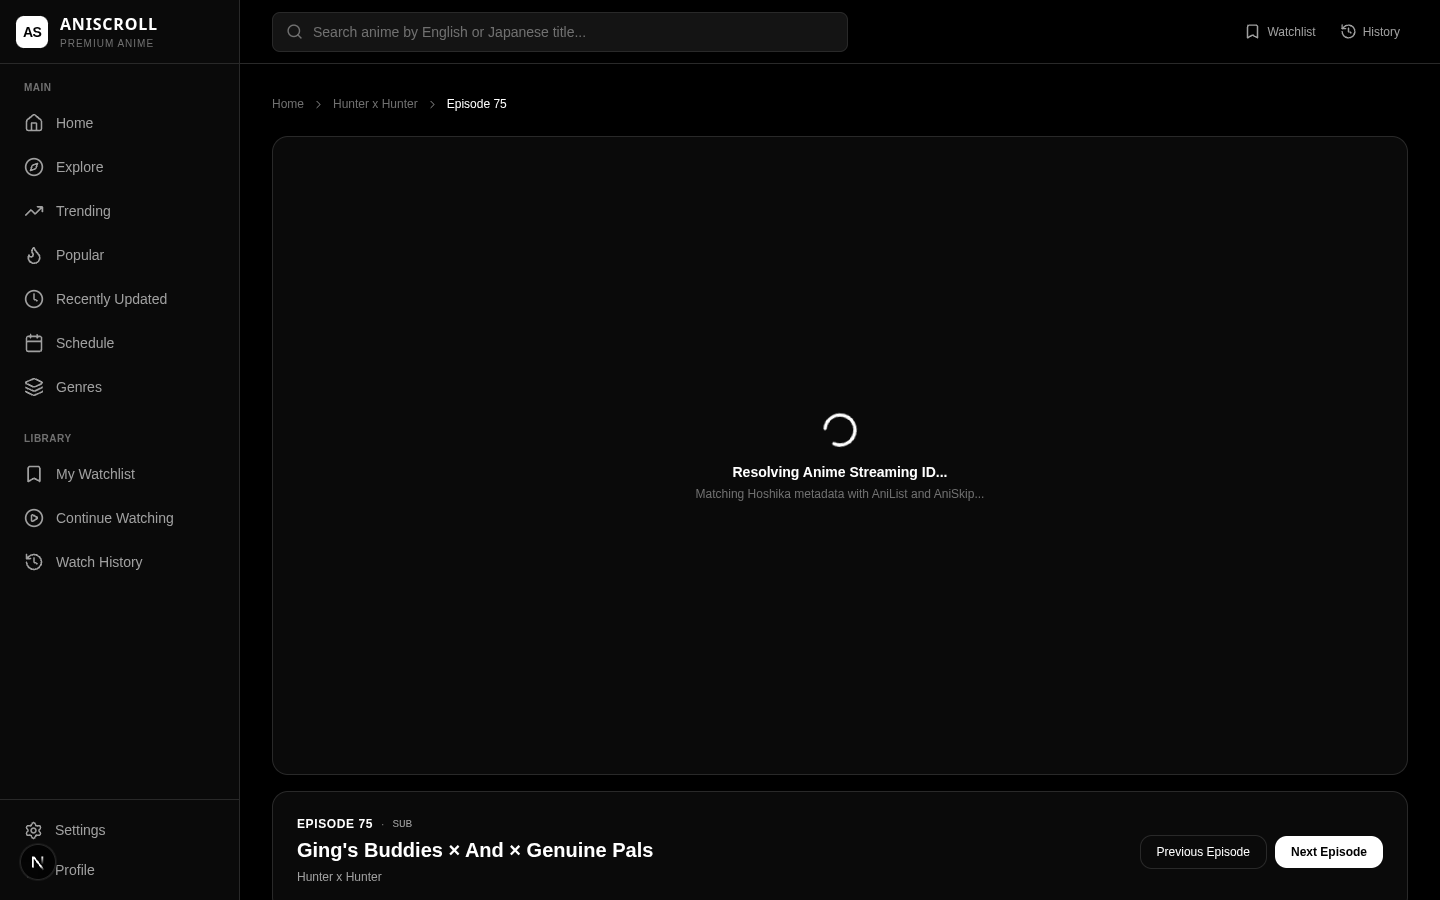 AS
ANISCROLL
PREMIUM ANIME
Search anime by English or Japanese title...
Watchlist
History
MAIN
Home
Explore
Trending
Popular
Recently Updated
Schedule
Genres
LIBRARY
My Watchlist
Continue Watching
Watch History
Settings
Profile
N
Home
Hunter x Hunter
Episode 75
Resolving Anime Streaming ID...
Matching Hoshika metadata with AniList and AniSkip...
EPISODE 75 · SUB
Ging's Buddies × And × Genuine Pals
Hunter x Hunter
Previous Episode
Next Episode